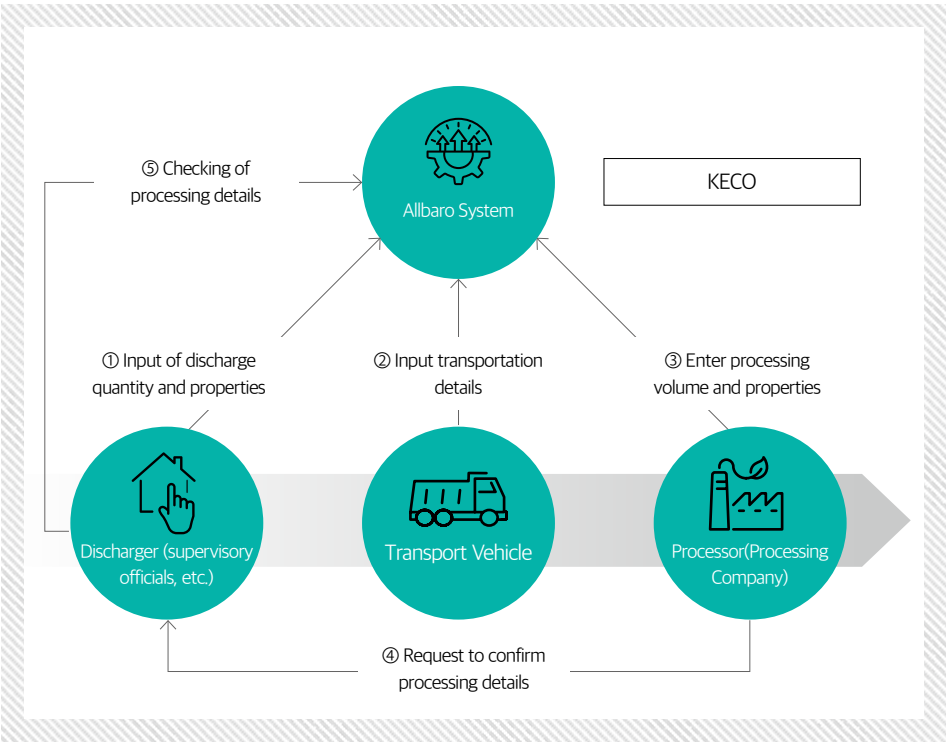 ⑤ Checking of
processing details
KECO
Allbaro System
① Input of discharge
quantity and properties
② Input transportation
details
③ Enter processing
volume and properties
Discharger (supervisory
officials, etc.)
Transport Vehicle
Processor(Processing
Company)
④ Request to confirm
processing details